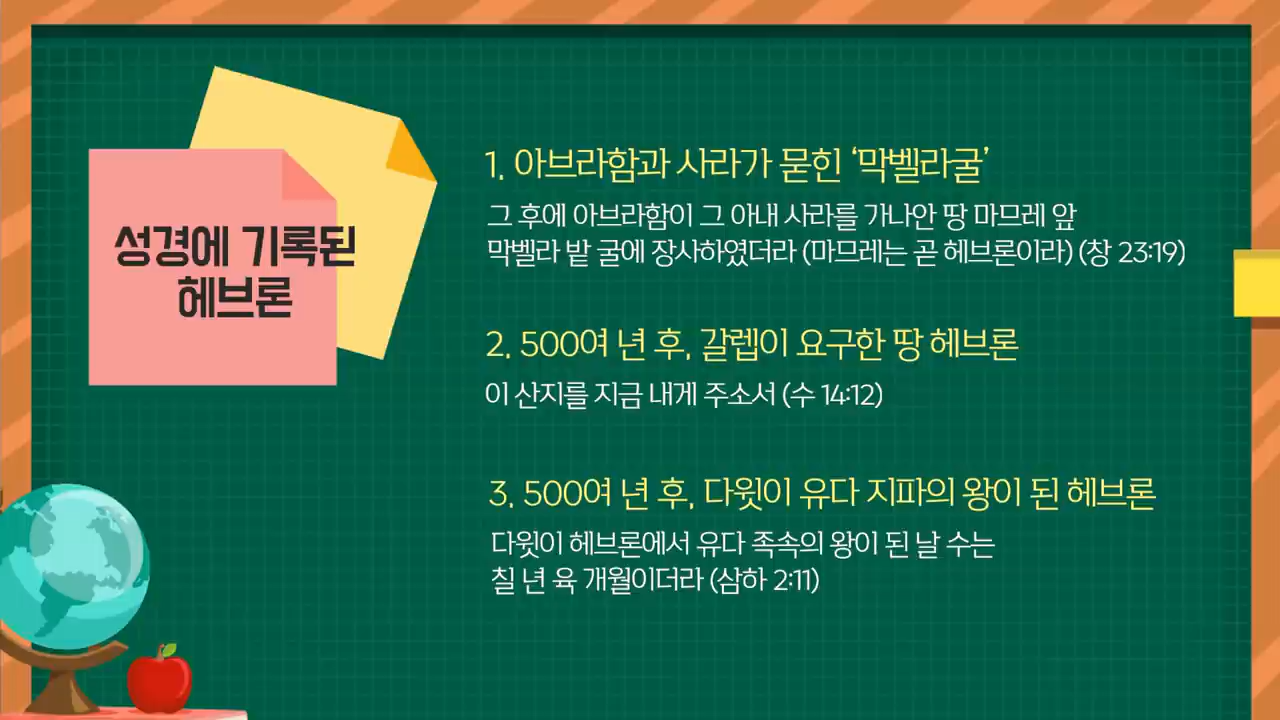 성경에 기록된
헤브론
1. 아브라함과 사라가 묻힌 ‘막벨라굴’
그 후에 아브라함이 그 아내 사라를 가나안 땅 마므레 앞
막벨라 밭 굴에 장사하였더라 (마므레는 곧 헤브론이라) (창 23:19)
2. 500여 년 후, 갈렙이 요구한 땅 헤브론
이 산지를 지금 내게 주소서 (수 14:12)
3. 500여 년 후, 다윗이 유다 지파의 왕이 된 헤브론
다윗이 헤브론에서 유다 족속의 왕이 된 날 수는
칠 년 육 개월이더라 (삼하 2:11)